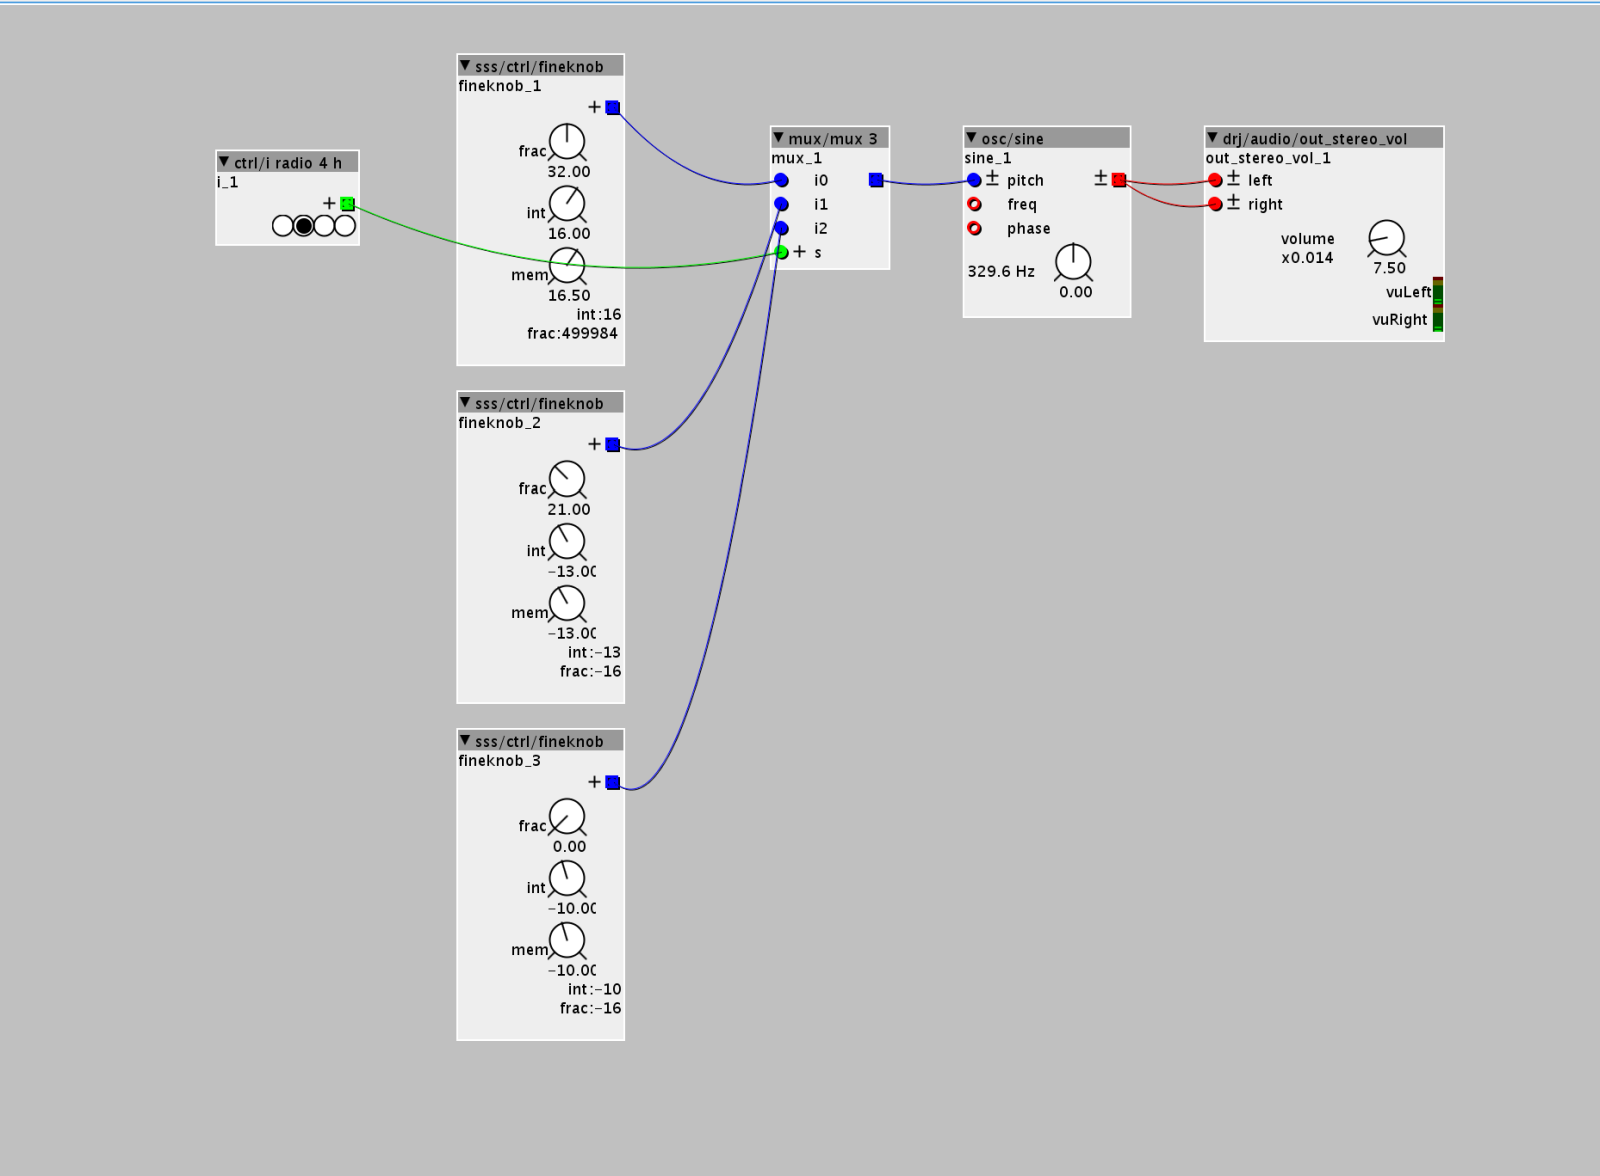 ctrl/i radio 4 h
i_1
+
sss/ctrl/fineknob
fineknob_1
+
frac
32.00
int
16.00
mem
16.50
int:16
frac:499984
sss/ctrl/fineknob
fineknob_2
+
frac
21.00
int
-13.00
mem
-13.00
int:-13
frac:-16
sss/ctrl/fineknob
fineknob_3
+
frac
0.00
int
-10.00
mem
-10.00
int:-10
frac:-16
mux/mux 3
mux_1
i0
i1
i2
+ s
osc/sine
sine_1
± pitch ±
freq
phase
329.6 Hz
0.00
drj/audio/out_stereo_vol
out_stereo_vol_1
± left
± right
volume
x0.014
7.50
vuLeft
vuRight